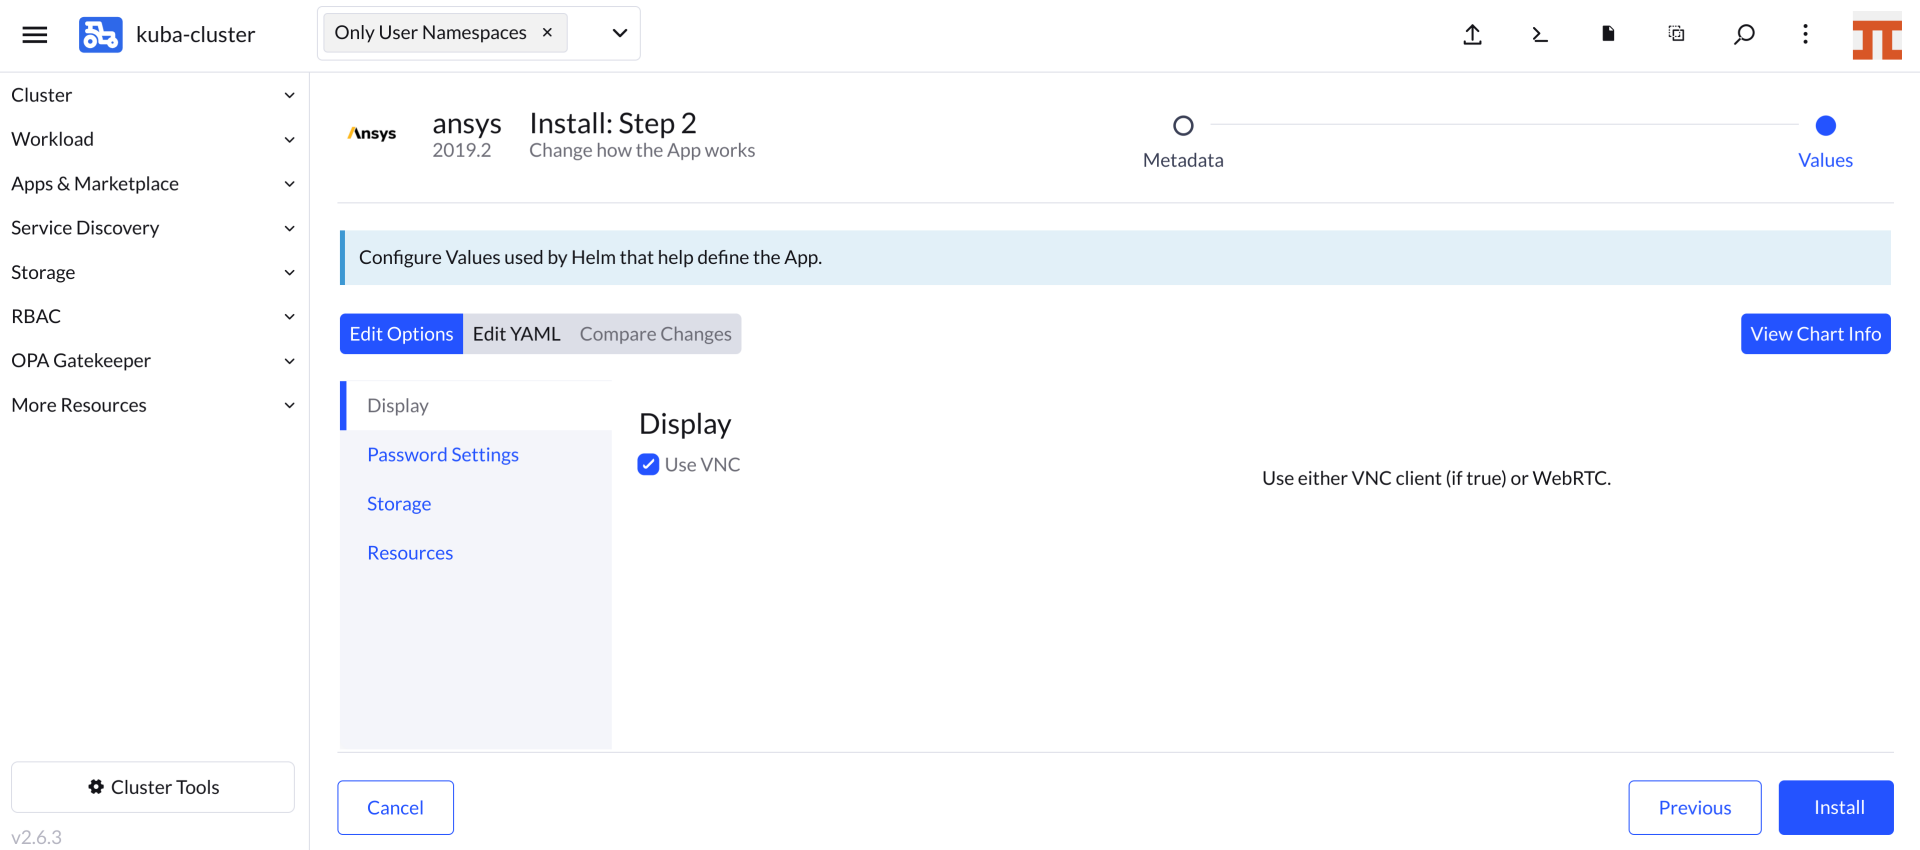 kuba-cluster
Only User Namespaces ×
Cluster
Workload
Apps & Marketplace
Service Discovery
Storage
RBAC
OPA Gatekeeper
More Resources
Cluster Tools
v2.6.3
Ansys
ansys
2019.2
Install: Step 2
Change how the App works
Metadata
Values
Configure Values used by Helm that help define the App.
Edit Options Edit YAML Compare Changes
View Chart Info
Display
Password Settings
Storage
Resources
Display
Use VNC
Use either VNC client (if true) or WebRTC.
Cancel
Previous
Install